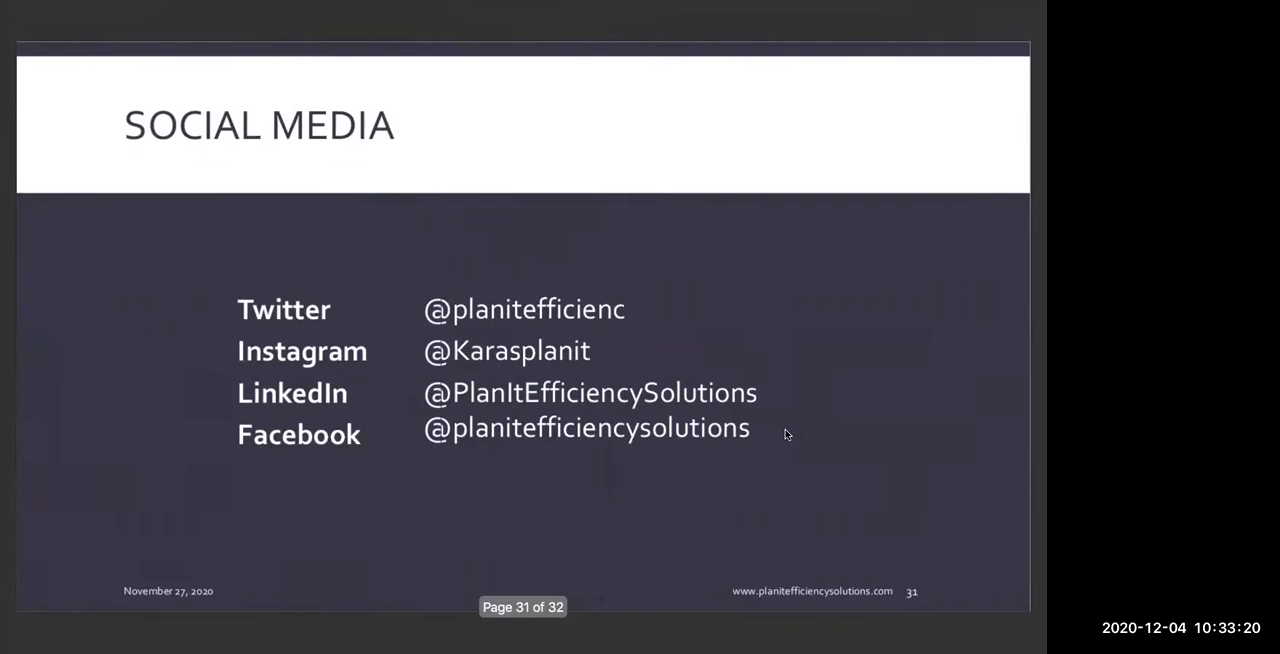 SOCIAL MEDIA
Twitter @planitefficienc
Instagram @Karasplanit
LinkedIn @PlanItEfficiencySolutions
Facebook @planitefficiencysolutions
November 27, 2020 www.planitefficiencysolutions.com 31
Page 31 of 32
2020-12-04 10:33:20